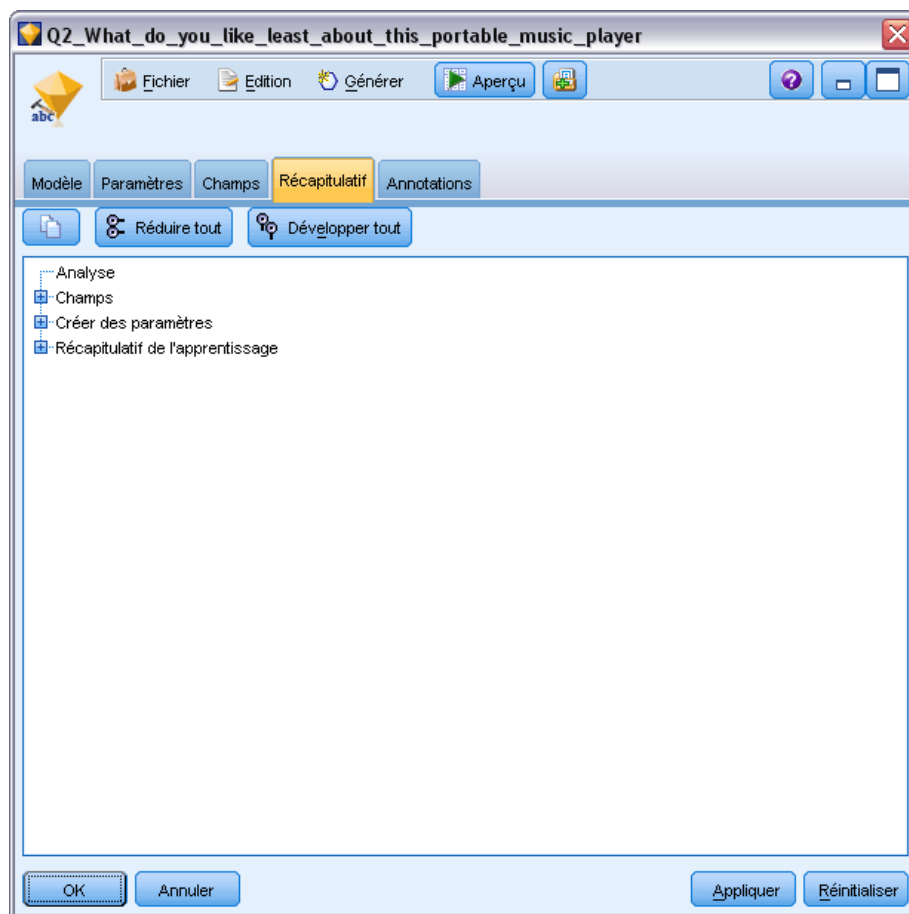 Q2_What_do_you_like_least_about_this_portable_music_player
abc
Fichier Edition Générer Aperçu ?
Modèle Paramètres Champs Récapitulatif Annotations
Réduire tout Développer tout
Analyse
Champs
Créer des paramètres
Récapitulatif de l'apprentissage
OK Annuler Appliquer Réinitialiser